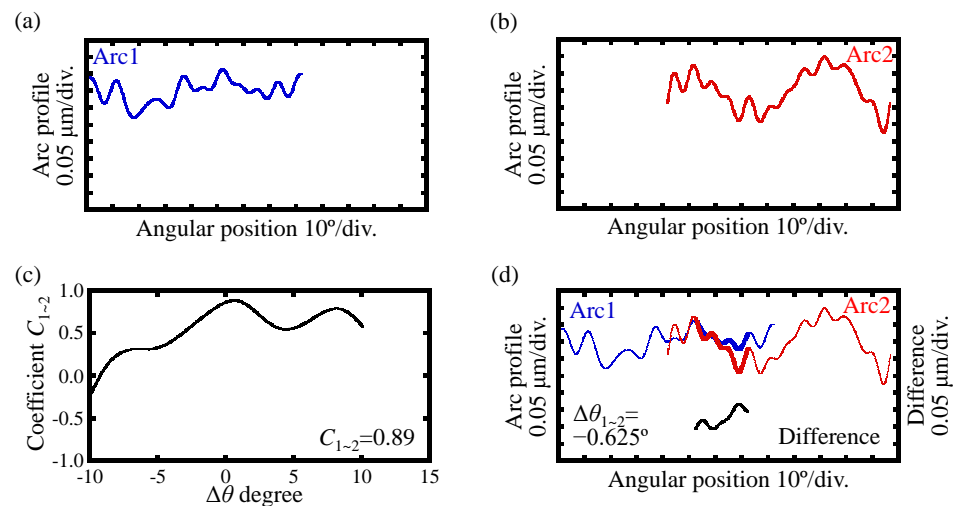 (a)
Arc1
Arc profile
0.05 μm/div.
Angular position 10º/div.
(b)
Arc2
Arc profile
0.05 μm/div.
Angular position 10º/div.
(c)
Coefficient C1~2
1.0
0.5
0.0
-0.5
-1.0
C1~2=0.89
-10
-5
0
5
10
15
Δθ degree
(d)
Arc1
Arc2
Arc profile
0.05 μm/div.
Δθ1~2=
−0.625º
Difference
Difference
0.05 μm/div.
Angular position 10º/div.